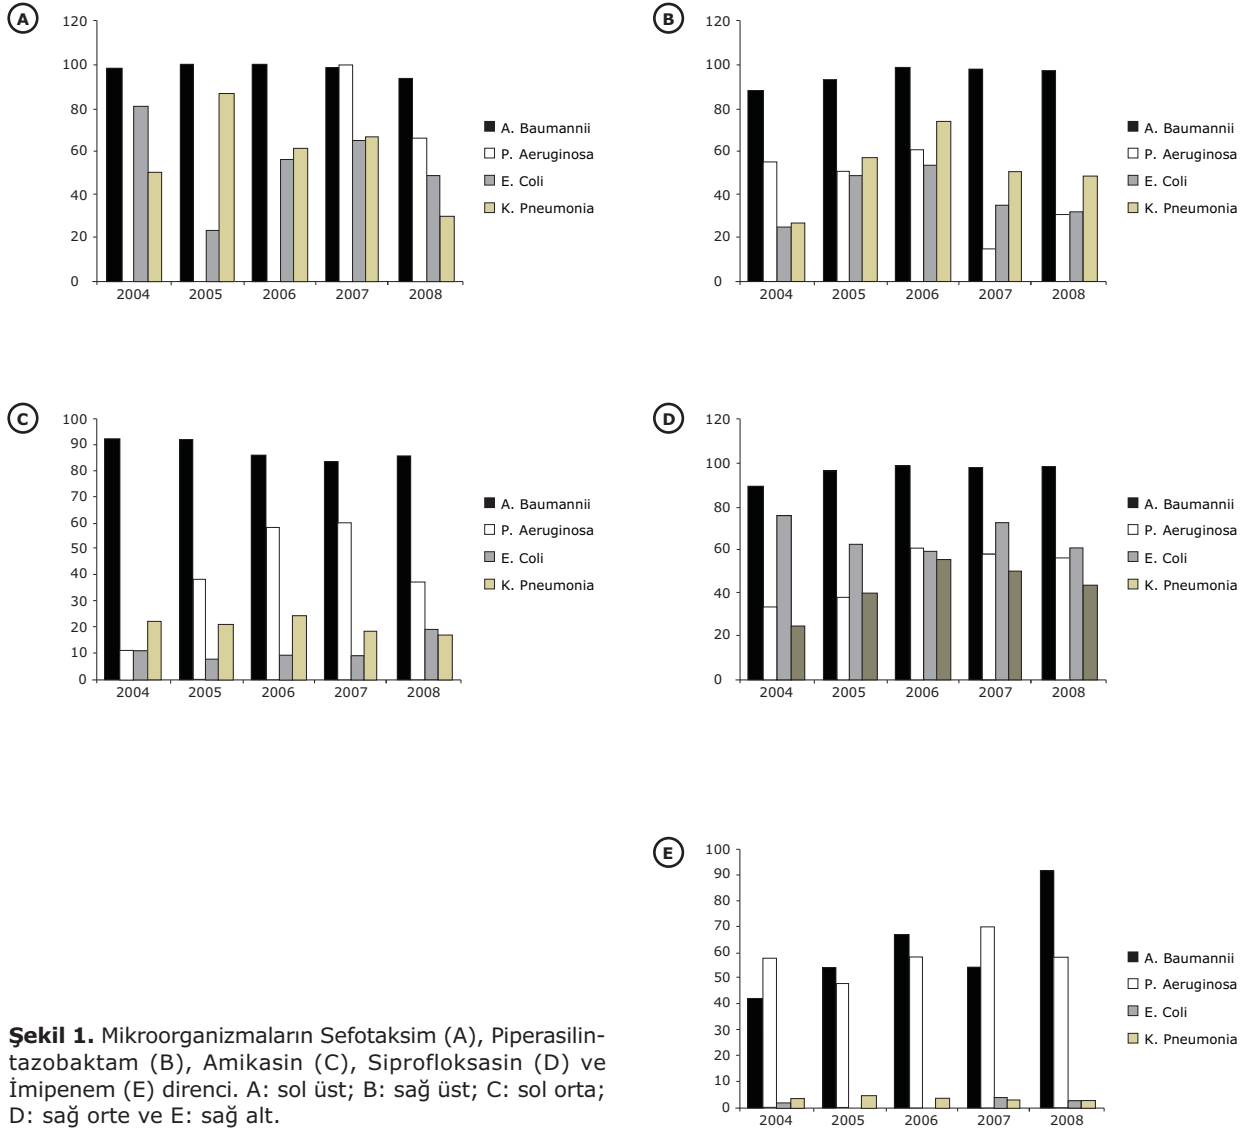 A
120
100
80
60
40
20
0
2004 2005 2006 2007 2008
A. Baumannii
P. Aeruginosa
E. Coli
K. Pneumonia
B
120
100
80
60
40
20
0
2004 2005 2006 2007 2008
A. Baumannii
P. Aeruginosa
E. Coli
K. Pneumonia
C
100
90
80
70
60
50
40
30
20
10
0
2004 2005 2006 2007 2008
A. Baumannii
P. Aeruginosa
E. Coli
K. Pneumonia
D
120
100
80
60
40
20
0
2004 2005 2006 2007 2008
A. Baumannii
P. Aeruginosa
E. Coli
K. Pneumonia
E
100
90
80
70
60
50
40
30
20
10
0
2004 2005 2006 2007 2008
A. Baumannii
P. Aeruginosa
E. Coli
K. Pneumonia
Şekil 1. Mikroorganizmaların Sefotaksim (A), Piperasilin-
tazobaktam (B), Amikasin (C), Siprofloksasin (D) ve
İmipenem (E) direnci. A: sol üst; B: sağ üst; C: sol orta;
D: sağ orte ve E: sağ alt.